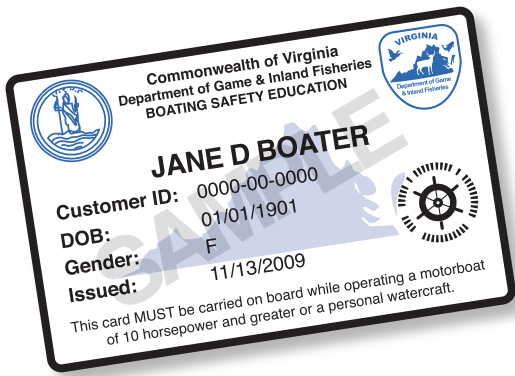 Commonwealth of Virginia
Department of Game & Inland Fisheries
BOATING SAFETY EDUCATION
VIRGINIA
Department of Game
& Inland Fisheries
JANE D BOATER
Customer ID: 0000-00-0000
DOB: 01/01/1901
Gender: F
Issued: 11/13/2009
SAMPLE
This card MUST be carried on board while operating a motorboat
of 10 horsepower and greater or a personal watercraft.